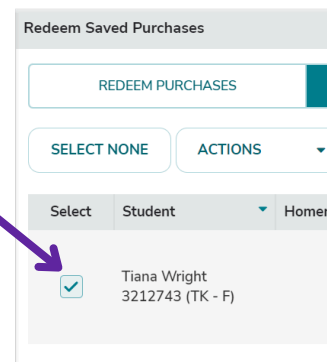 Redeem Saved Purchases
REDEEM PURCHASES
SELECT NONE ACTIONS
Select Student
Tiana Wright
3212743 (TK - F)